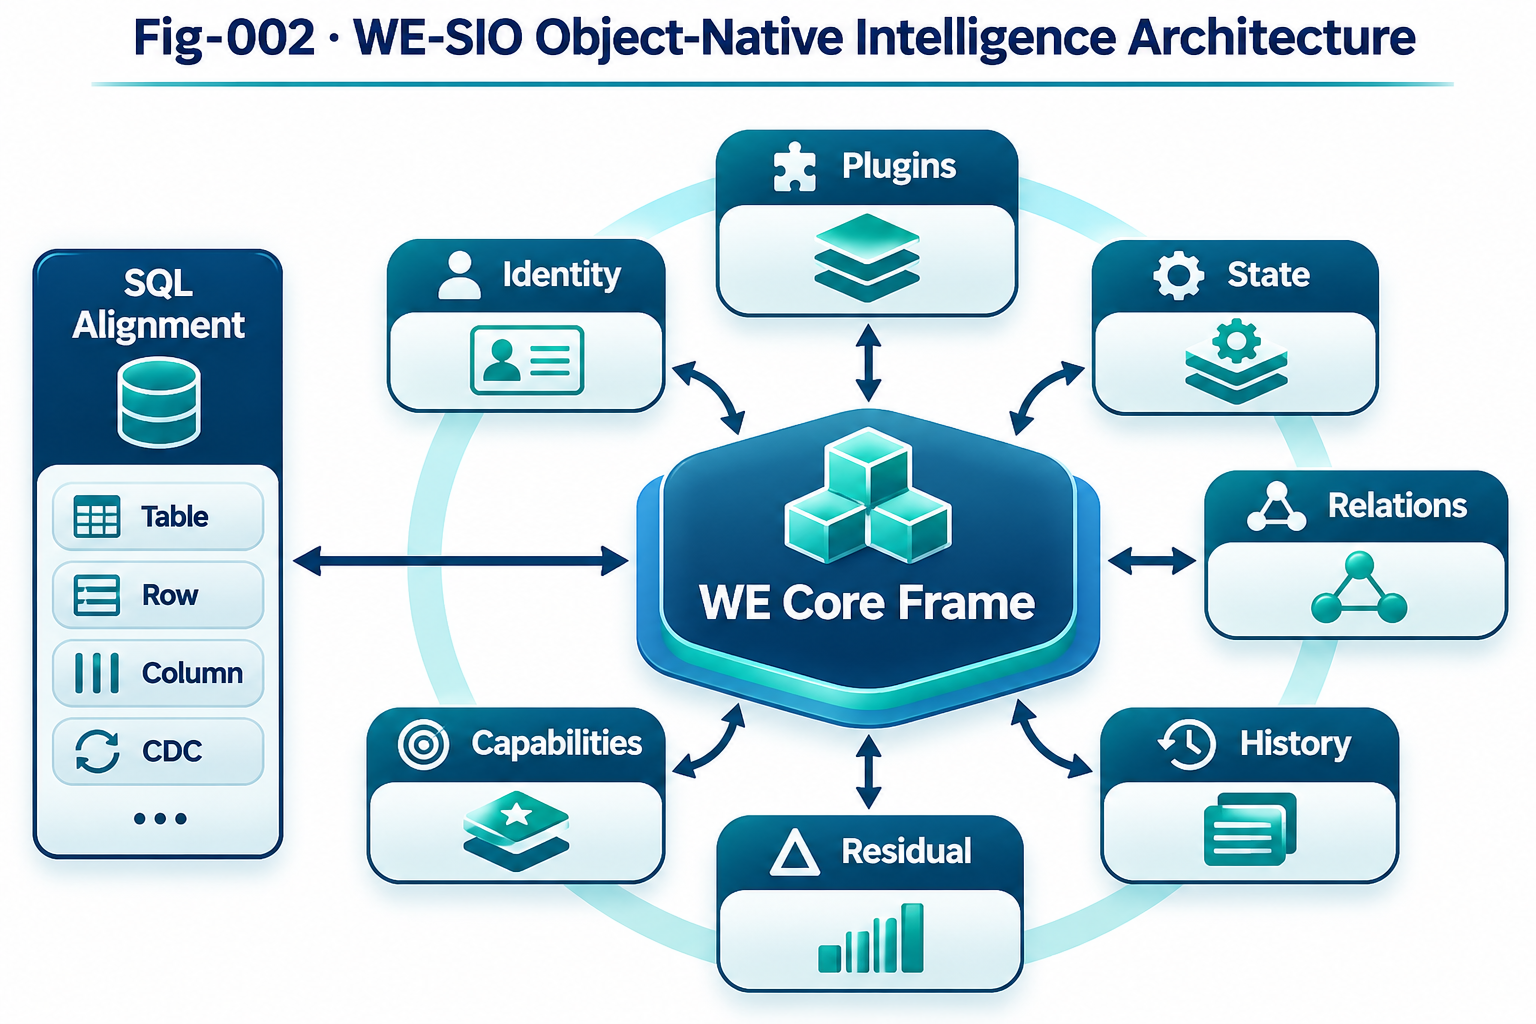 Fig-002 · WE-SIO Object-Native Intelligence Architecture
Plugins
Identity
State
SQL
Alignment
Table
Row
Column
CDC
•••
WE Core Frame
Relations
Capabilities
History
Residual